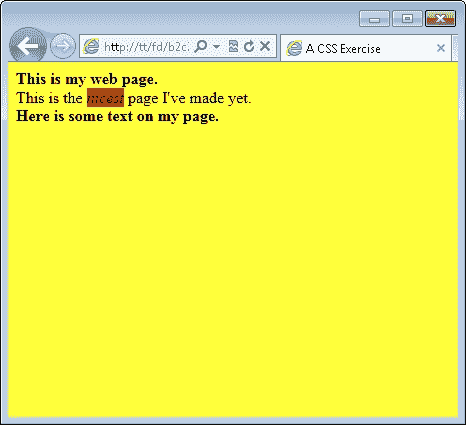 http://tt/fd/b2c
A CSS Exercise
This is my web page.
This is the nicest page I've made yet.
Here is some text on my page.